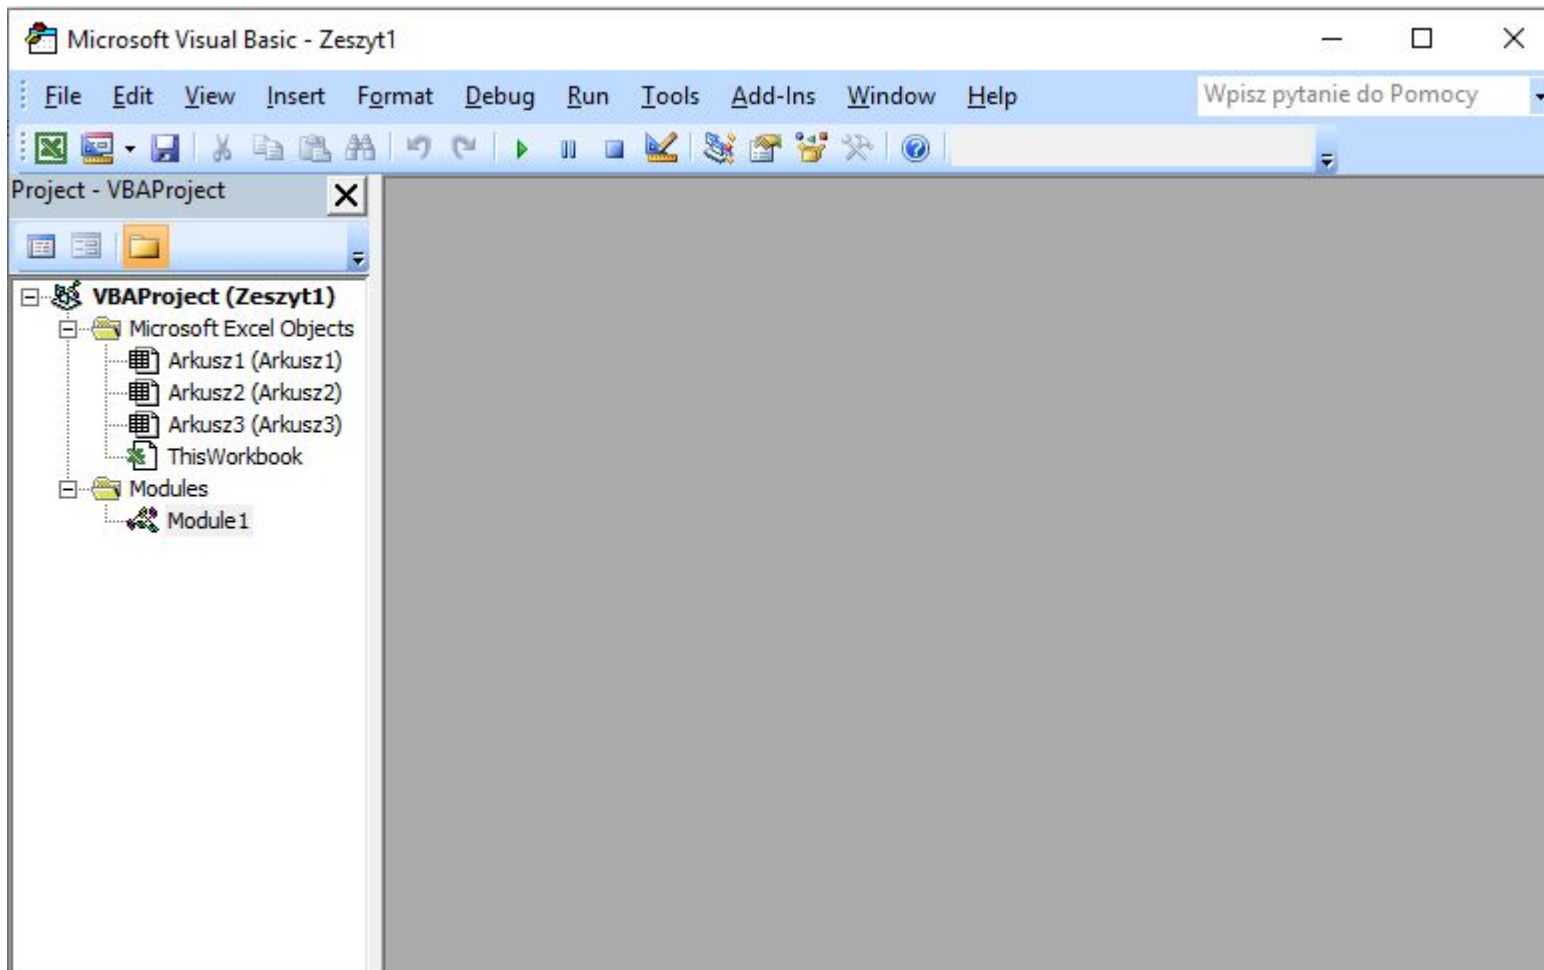 Microsoft Visual Basic - Zeszyt1
File Edit View Insert Format Debug Run Tools Add-Ins Window Help Wpisz pytanie do Pomocy
Project - VBAProject
VBAProject (Zeszyt1)
Microsoft Excel Objects
Arkusz1 (Arkusz1)
Arkusz2 (Arkusz2)
Arkusz3 (Arkusz3)
ThisWorkbook
Modules
Module1